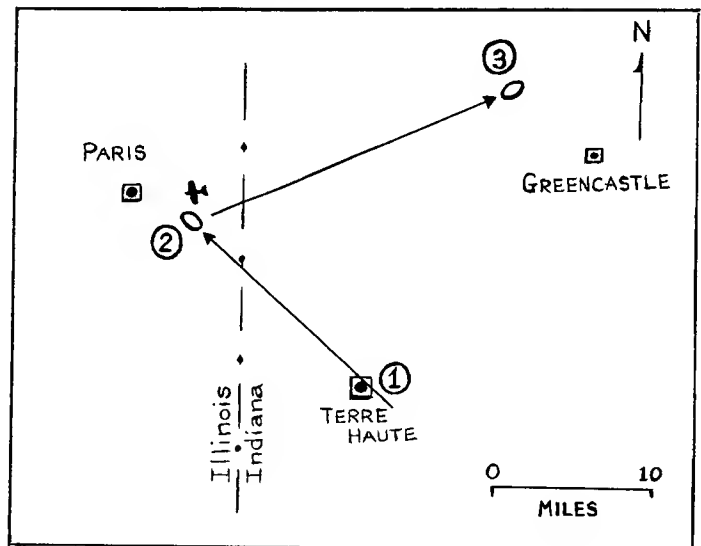 ③
N
PARIS
GREENCASTLE
②
①
TERRE
HAUTE
Illinois
Indiana
0 10
MILES